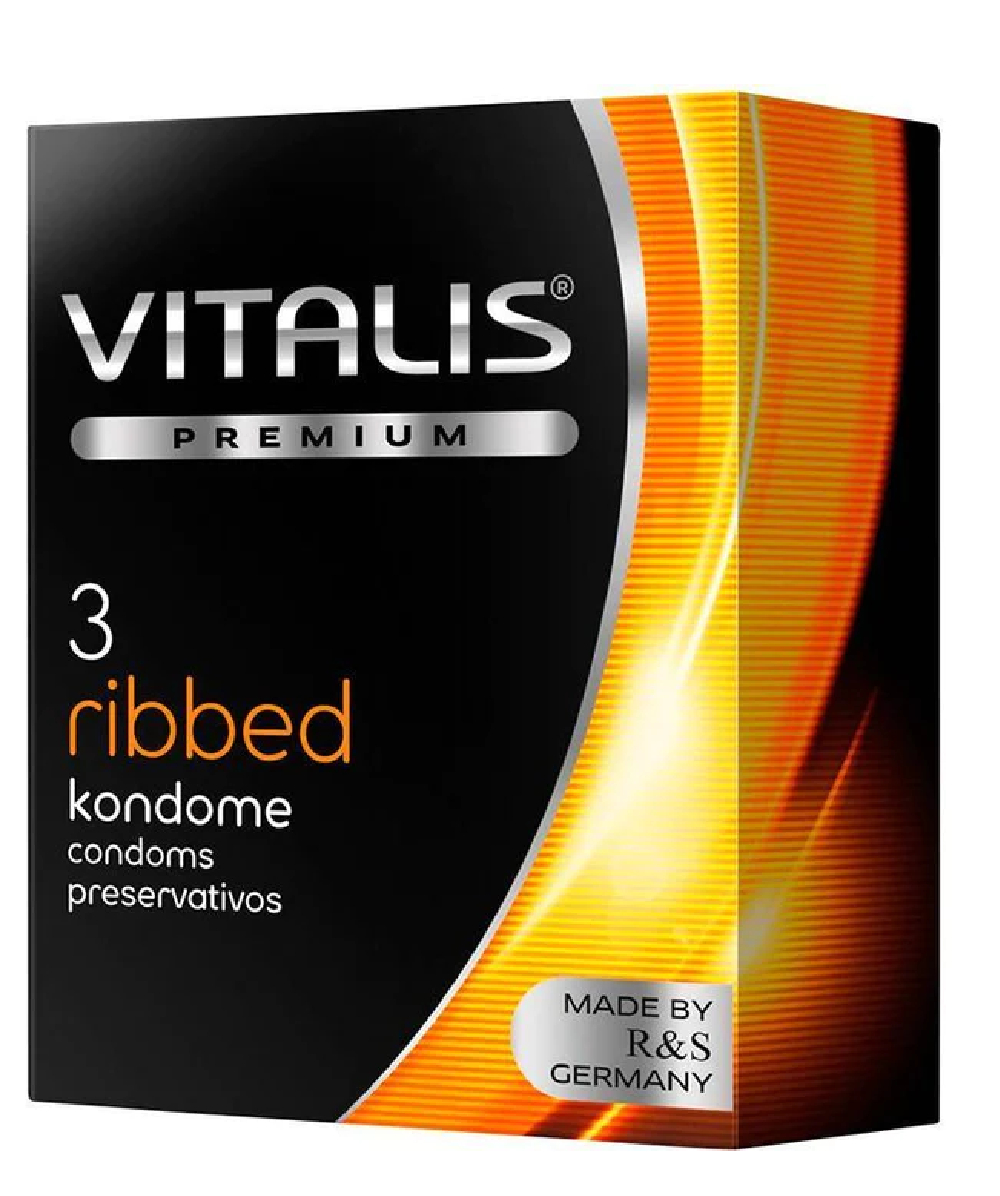 VITALIS®
PREMIUM
3
ribbed
kondome
condoms
preservativos
MADE BY
R&S
GERMANY